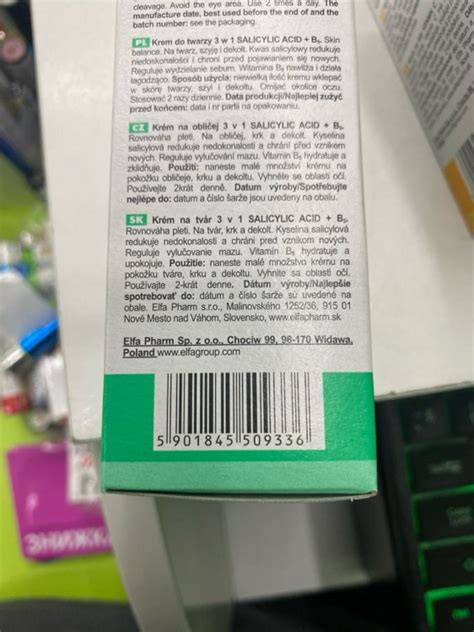 cleavage. Avoid the eye area. Use 2 times a day. The
manufacture date, best used before the end of and the
batch number: see the packaging.
PL Krem do twarzy 3 w 1 SALICYLIC ACID + B₅. Skin
balance. Na twarz, szyję i dekolt. Kwas salicylowy redukuje
niedoskonałości i chroni przed pojawianiem się nowych.
Reguluje wydzielanie sebum. Witamina B₅ nawilża i działa
łagodząco. Sposób użycia: niewielką ilość kremu wklepać
w skórę twarzy, szyi i dekoltu. Omijać okolice oczu.
Stosować 2 razy dziennie. Data produkcji/Najlepiej zużyć
przed końcem: data i nr partii na opakowaniu.
CZ Krém na obličej 3 v 1 SALICYLIC ACID + B₅.
Rovnováha pleti. Na obličej, krk a dekolt. Kyselina
salicylová redukuje nedokonalosti a chrání před vznikem
nových. Reguluje vylučování mazu. Vitamin B₅ hydratuje a
zklidňuje. Použití: naneste malé množství krému na
pokožku obličeje, krku a dekoltu. Vyhněte se oblasti očí.
Používejte 2krát denně. Datum výroby/Spotřebujte
nejlépe do: datum a číslo šarže jsou uvedeny na obalu.
SK Krém na tvár 3 v 1 SALICYLIC ACID + B₅.
Rovnováha pleti. Na tvár, krk a dekolt. Kyselina salicylová
redukuje nedokonalosti a chráni pred vznikom nových.
Reguluje vylučovanie mazu. Vitamín B₅ hydratuje a
upokojuje. Použitie: naneste malé množstvo krému na
pokožku tváre, krku a dekoltu. Vyhnite sa oblasti očí.
Používajte 2-krát denne. Dátum výroby/Najlepšie
spotrebovať do: dátum a číslo šarže sú uvedené na
obale. Elfa Pharm s.r.o., Malinovského 1252/36, 915 01
Nové Mesto nad Váhom, Slovensko, www.elfapharm.sk
Elfa Pharm Sp. z o.o., Chociw 99, 98-170 Widawa,
Poland www.elfagroup.com
5 901845 509336
ЗНИЖК